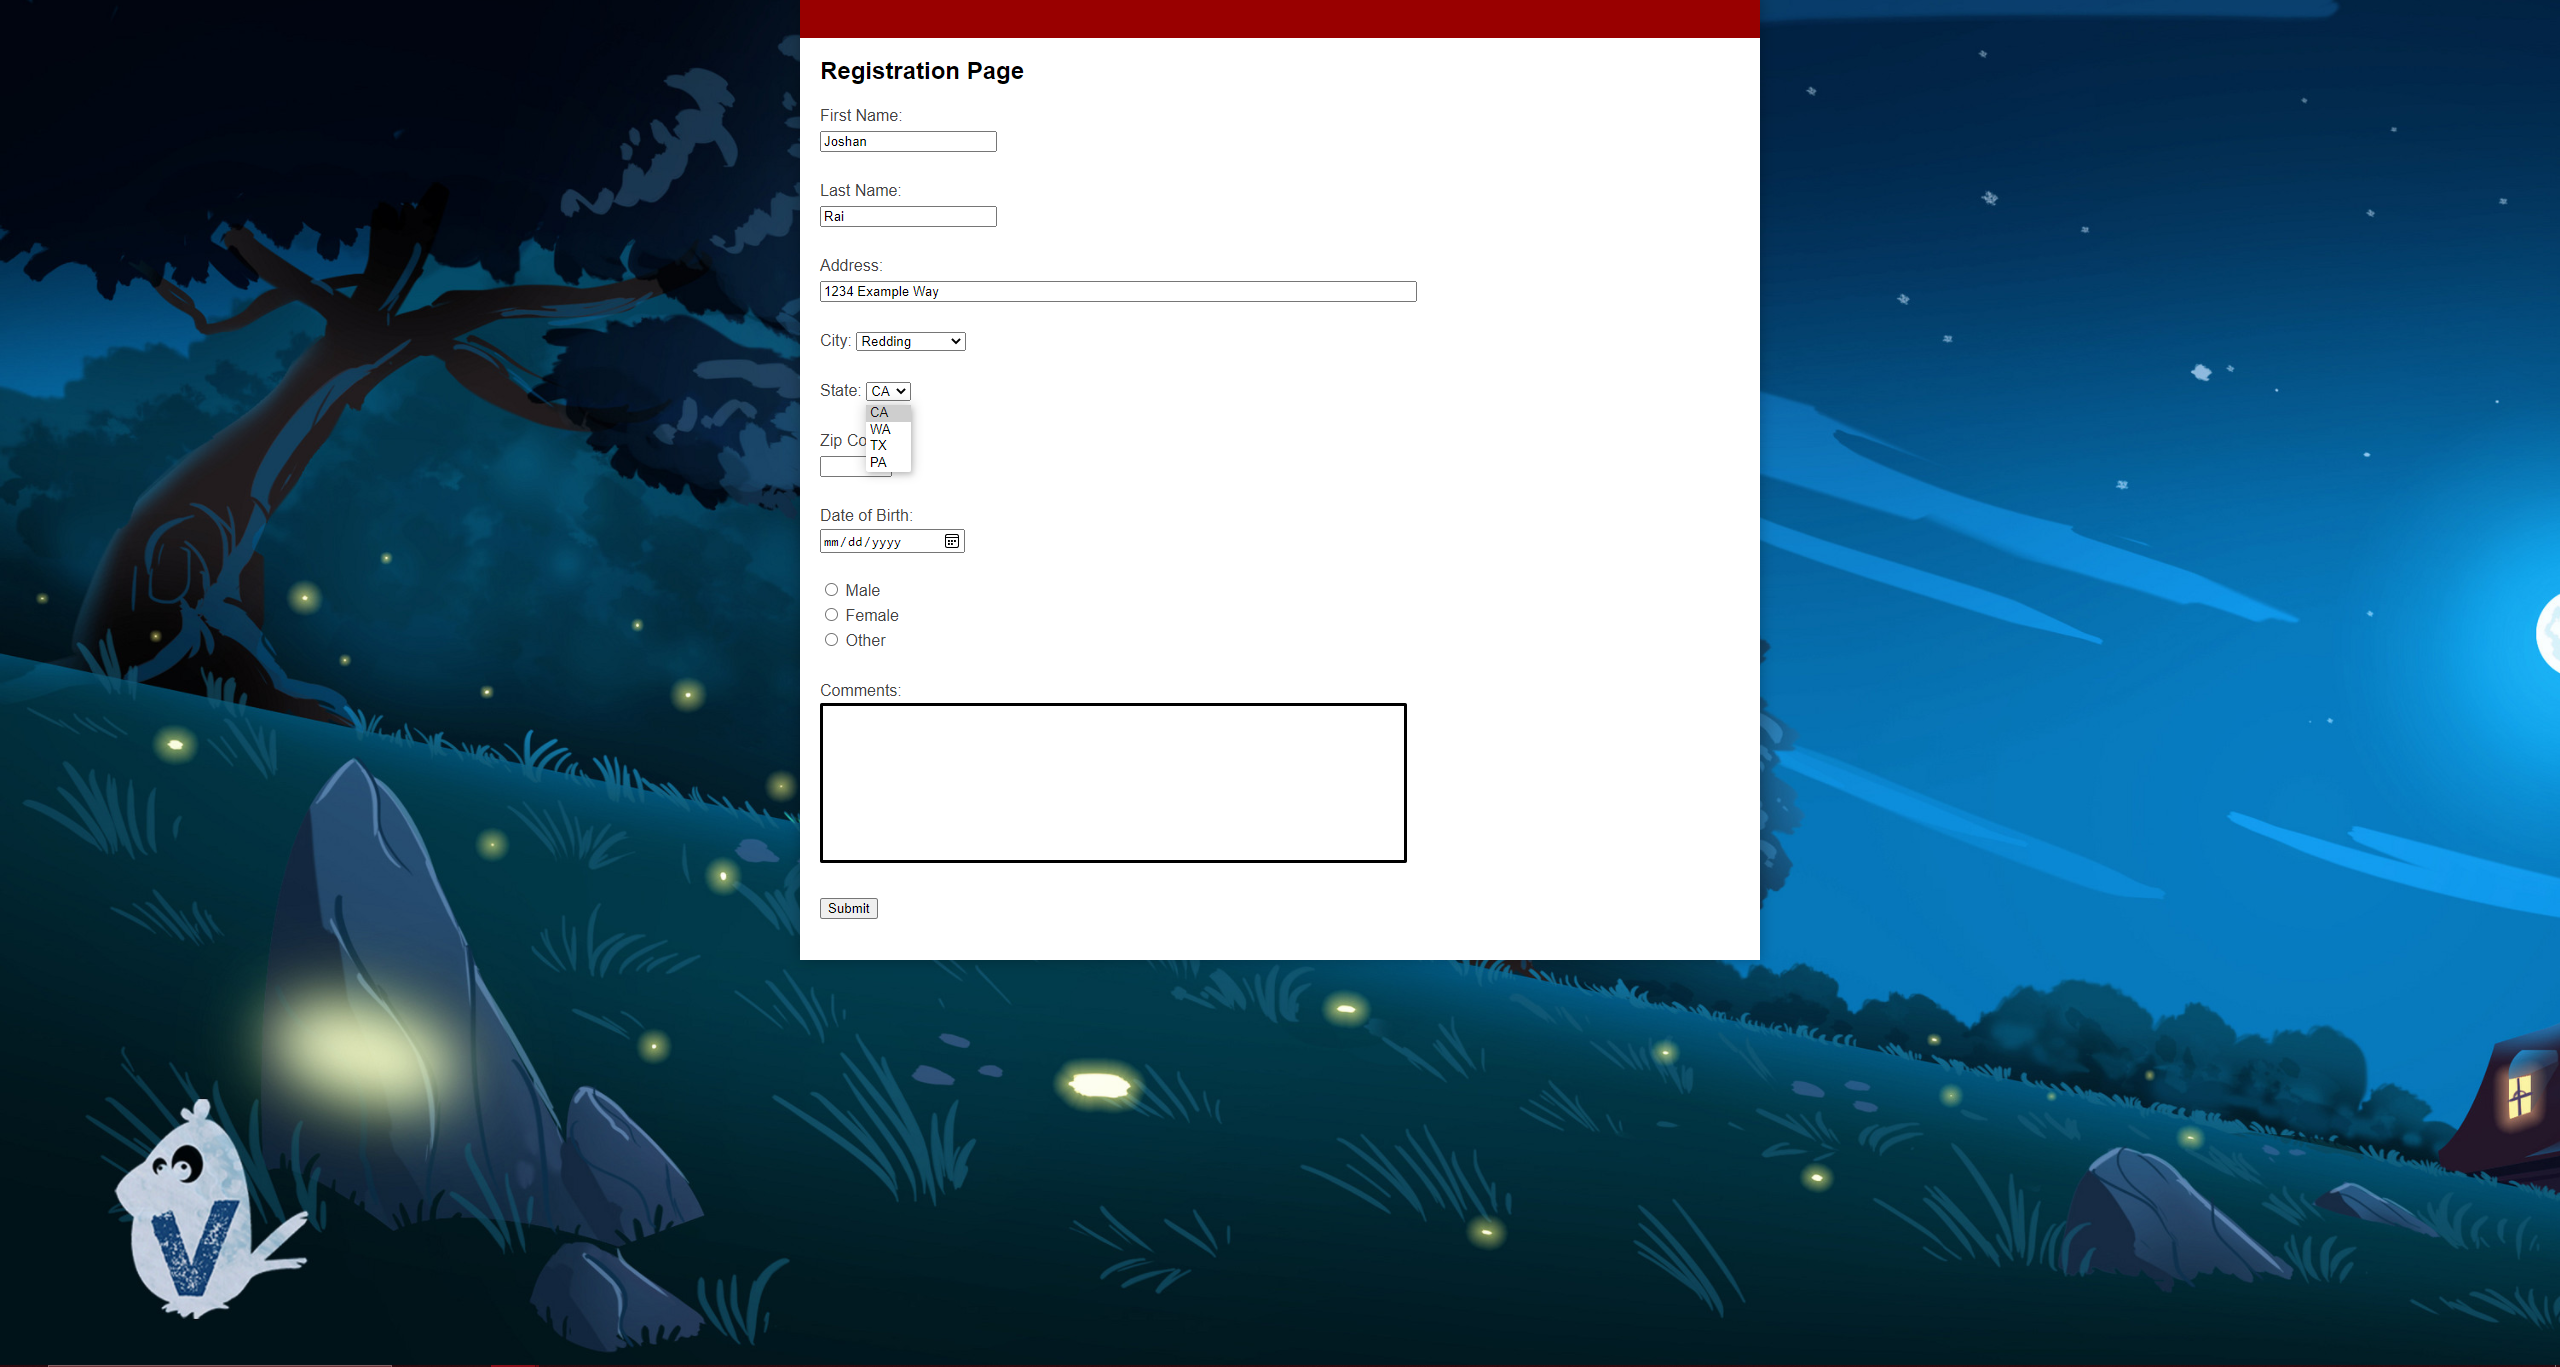 Registration Page
First Name:
Joshan
Last Name:
Rai
Address:
1234 Example Way
City: Redding
State: CA
CA
WA
TX
PA
Zip Co
Date of Birth:
mm/dd/yyyy
Male
Female
Other
Comments:
Submit
V